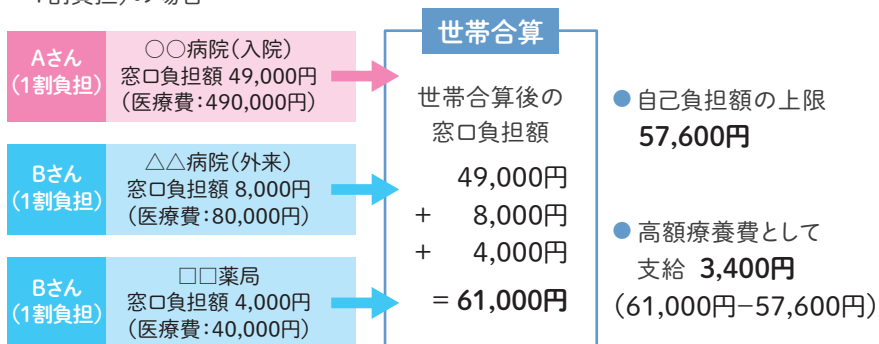 1割負担)の場合
Aさん
(1割負担)
○○病院(入院)
窓口負担額 49,000円
(医療費:490,000円)
Bさん
(1割負担)
△△病院(外来)
窓口負担額 8,000円
(医療費:80,000円)
Bさん
(1割負担)
□□薬局
窓口負担額 4,000円
(医療費:40,000円)
世帯合算
世帯合算後の
窓口負担額
49,000円
+ 8,000円
+ 4,000円
= 61,000円
●自己負担額の上限
57,600円
●高額療養費として
支給 3,400円
(61,000円−57,600円)